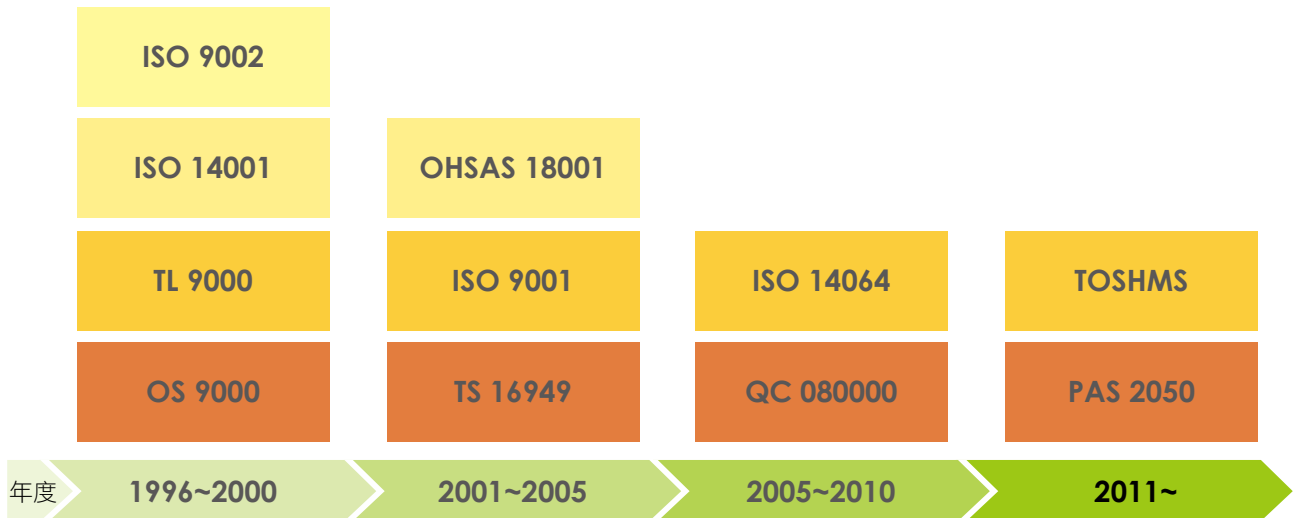 ISO 9002
ISO 14001
OHSAS 18001
TL 9000
ISO 9001
ISO 14064
TOSHMS
OS 9000
TS 16949
QC 080000
PAS 2050
年度
1996~2000
2001~2005
2005~2010
2011~